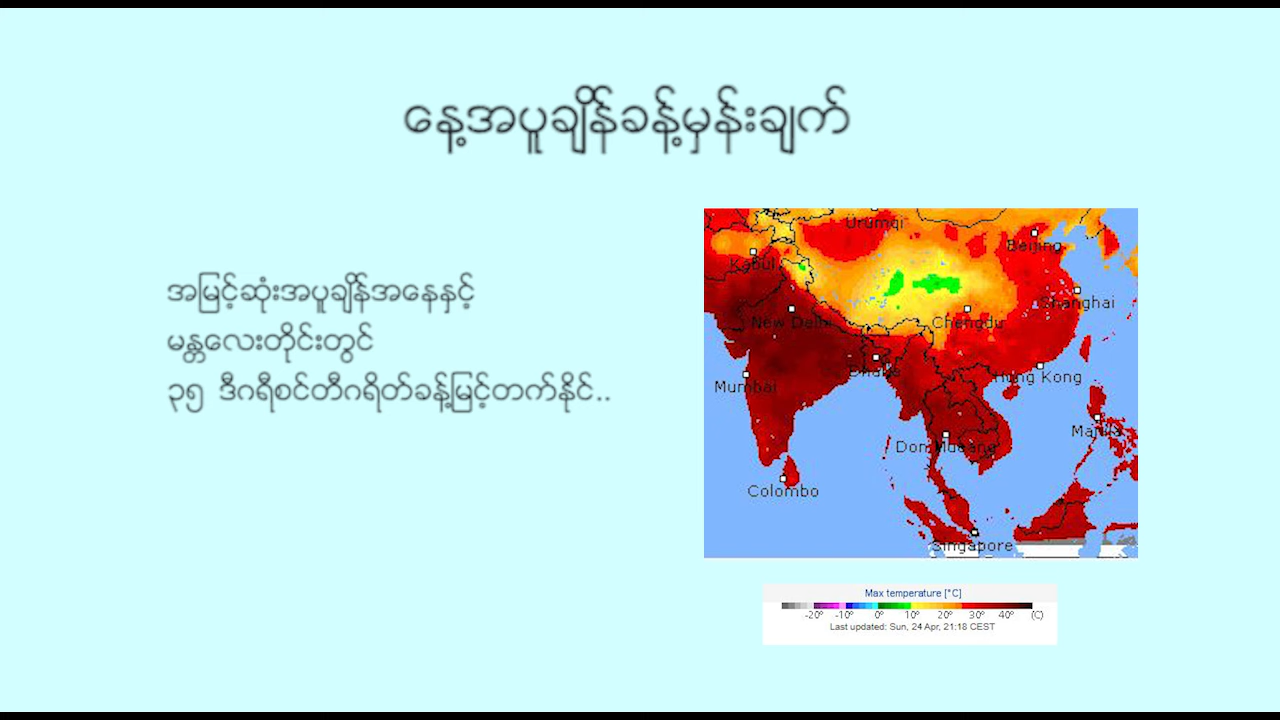 နေ့အပူချိန်ခန့်မှန်းချက်
အမြင့်ဆုံးအပူချိန်အနေနှင့်
မန္တလေးတိုင်းတွင်
၃၅ ဒီဂရီစင်တီဂရိတ်ခန့်မြင့်တက်နိုင်..
Ürümqi
Beijing
Kabul
Shanghai
New Delhi
Chengdu
Dhaka
Hong Kong
Mumbai
Manila
Don Mueang
Colombo
Singapore
Max temperature [°C]
-20° -10° 0° 10° 20° 30° 40° (C)
Last updated: Sun, 24 Apr, 21:18 CEST